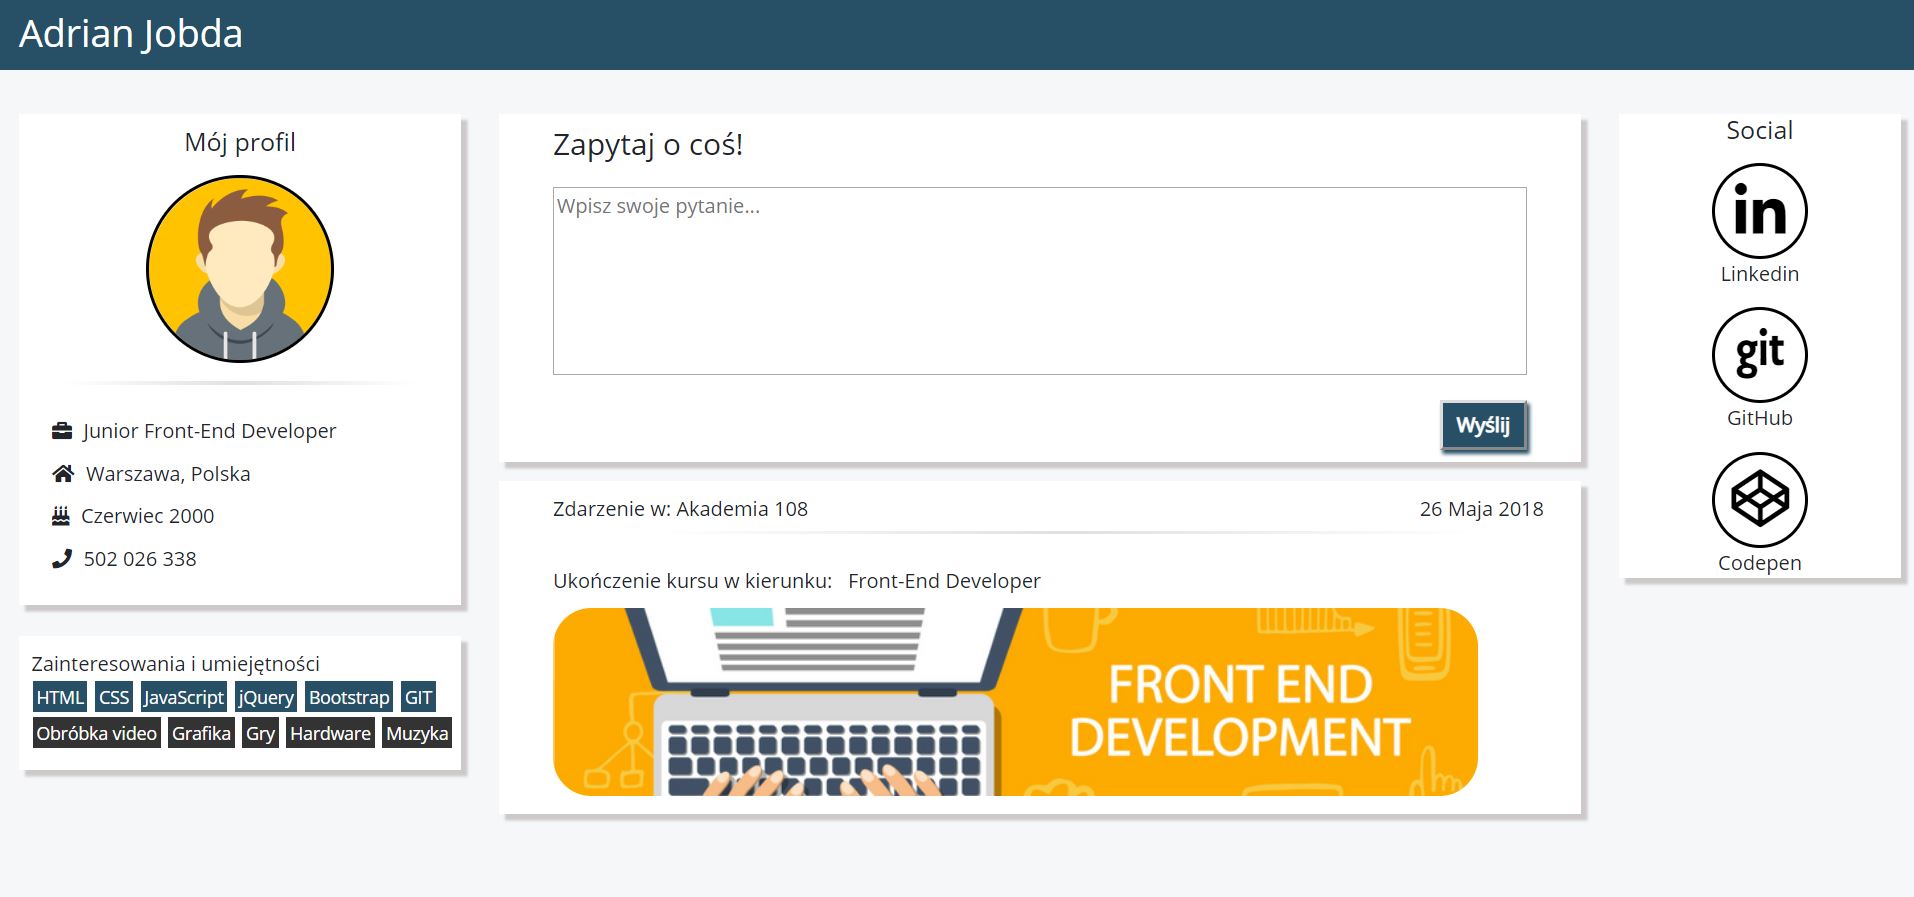 Adrian Jobda
Mój profil
Junior Front-End Developer
Warszawa, Polska
Czerwiec 2000
502 026 338
Zainteresowania i umiejętności
HTML CSS JavaScript jQuery Bootstrap GIT
Obróbka video Grafika Gry Hardware Muzyka
Zapytaj o coś!
Wpisz swoje pytanie...
Wyślij
Zdarzenie w: Akademia 108
26 Maja 2018
Ukończenie kursu w kierunku: Front-End Developer
FRONT END
DEVELOPMENT
Social
in
Linkedin
git
GitHub
Codepen